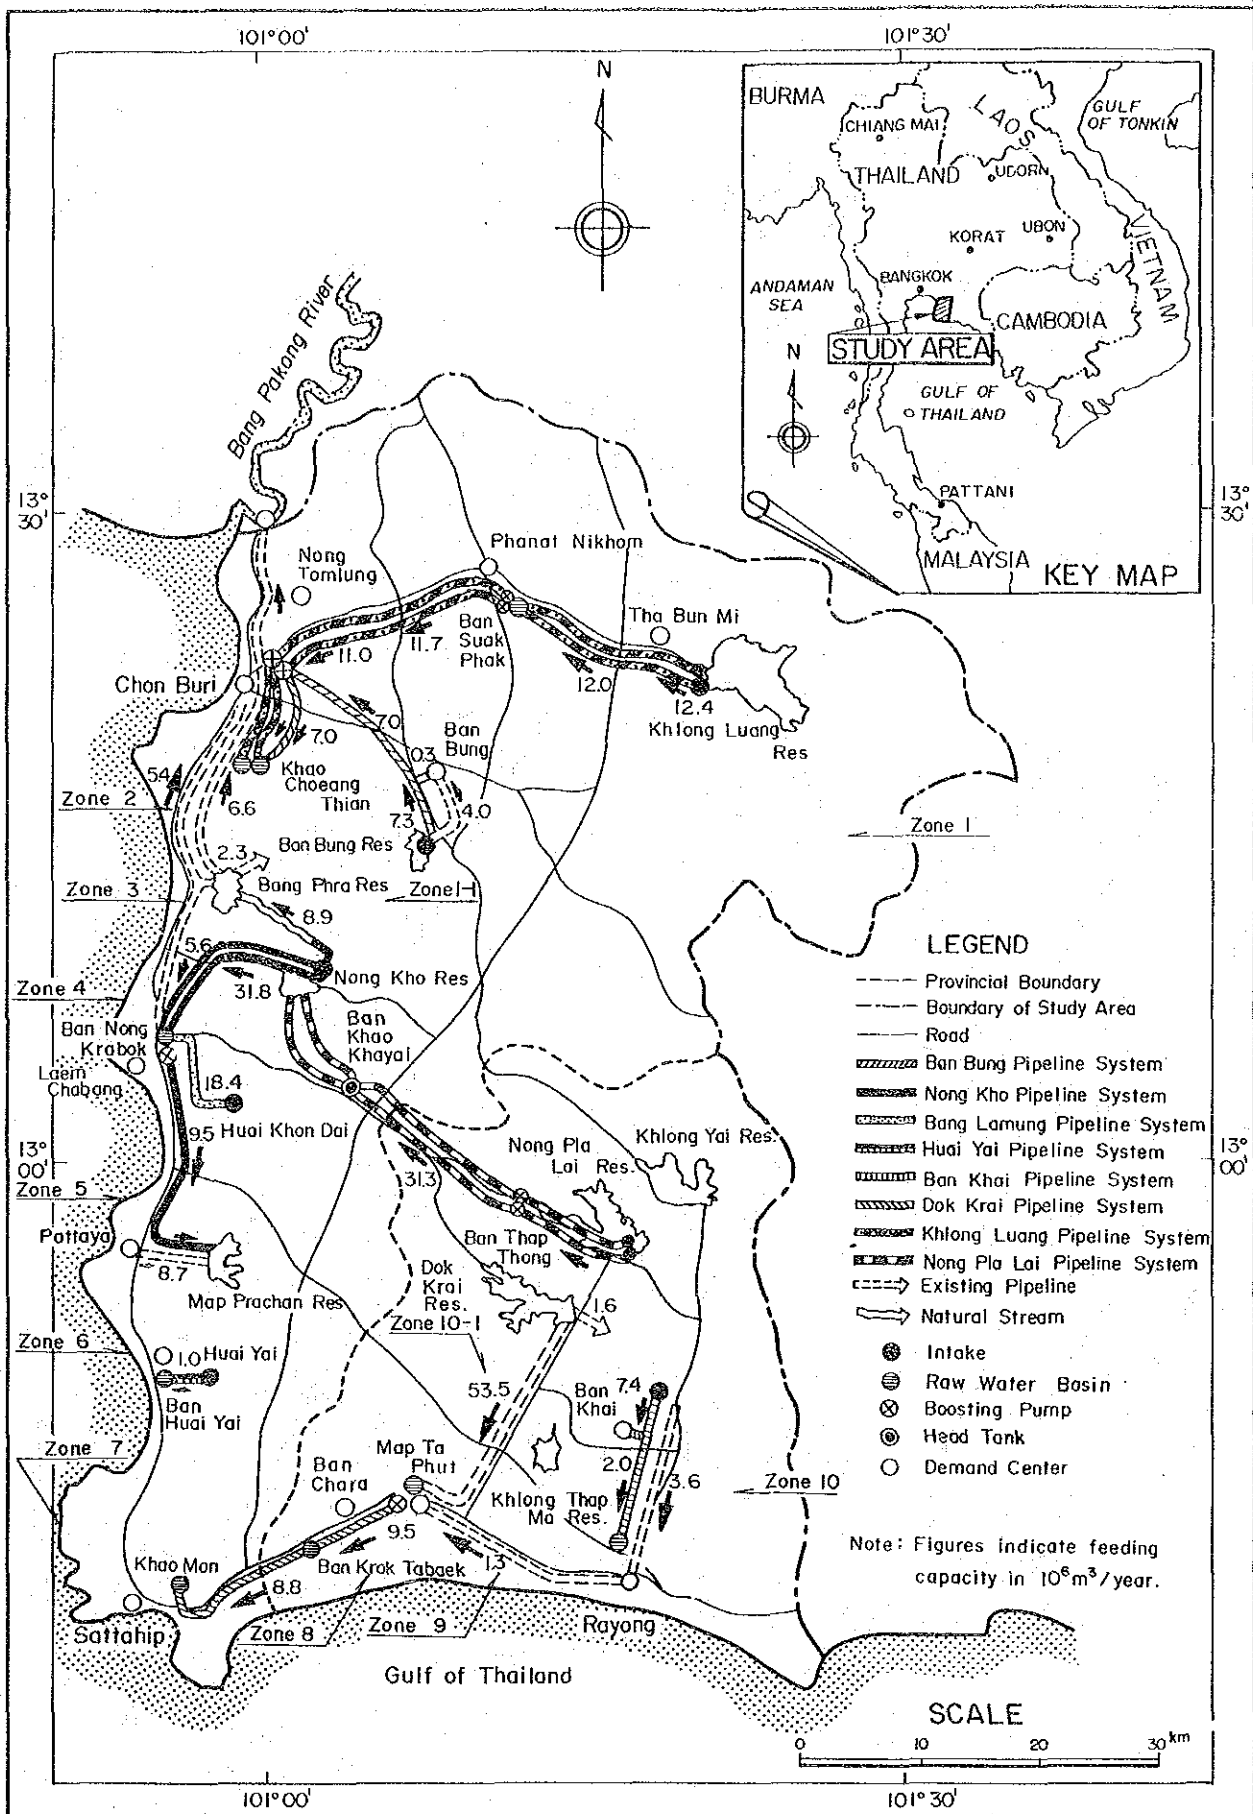 101°00'
101°30'
N
BURMA
LAOS
GULF
OF TONKIN
CHIANG MAI
THAILAND
UDORN
VIETNAM
KORAT
UBON
BANGKOK
ANDAMAN
SEA
CAMBODIA
STUDY AREA
N
GULF OF
THAILAND
PATTANI
MALAYSIA
KEY MAP
Bang Pakong River
13°
30'
13°
30'
Phanat Nikhom
Nong
Tomlung
Tha Bun Mi
Ban
Suak
Phak
11.7
11.0
12.0
12.4
Khlong Luang
Res
Chon Buri
7.0
7.0
Ban
Bung
0.3
Khao
Choeang
Thian
54
Zone 2
6.6
7.3
4.0
Ban Bung Res
Zone 1
2.3
Zone 3
Bang Phra Res
Zone 1-1
8.9
5.6
Nong Kho Res
31.8
Zone 4
Ban Nong
Krabok
Ban
Khao
Khayai
Laem
Chabang
18.4
Huai Khon Dai
9.5
13°
00'
13°
00'
Nong Pla
Lai Res.
Khlong Yai Res.
31.3
Zone 5
Pattaya
8.7
Map Prachan Res
Ban Thap
Thong
Dok
Krai
Res.
1.6
Zone 10-1
Zone 6
1.0 Huai Yai
Ban
Huai Yai
53.5
Ban
Khai
7.4
Zone 7
Map Ta
Phut
Ban
Chara
2.0
3.6
Zone 10
Khlong Thap
Ma Res.
9.5
Khao Mon
Ban Krok Tabaek
1.3
8.8
Sattahip
Zone 8
Zone 9
Rayong
Gulf of Thailand
LEGEND
Provincial Boundary
Boundary of Study Area
Road
Ban Bung Pipeline System
Nong Kho Pipeline System
Bang Lamung Pipeline System
Huai Yai Pipeline System
Ban Khai Pipeline System
Dok Krai Pipeline System
Khlong Luang Pipeline System
Nong Pla Lai Pipeline System
Existing Pipeline
Natural Stream
Intake
Raw Water Basin
Boosting Pump
Head Tank
Demand Center
Note: Figures indicate feeding
capacity in 10⁶m³/year.
SCALE
0 10 20 30 km
101°00'
101°30'